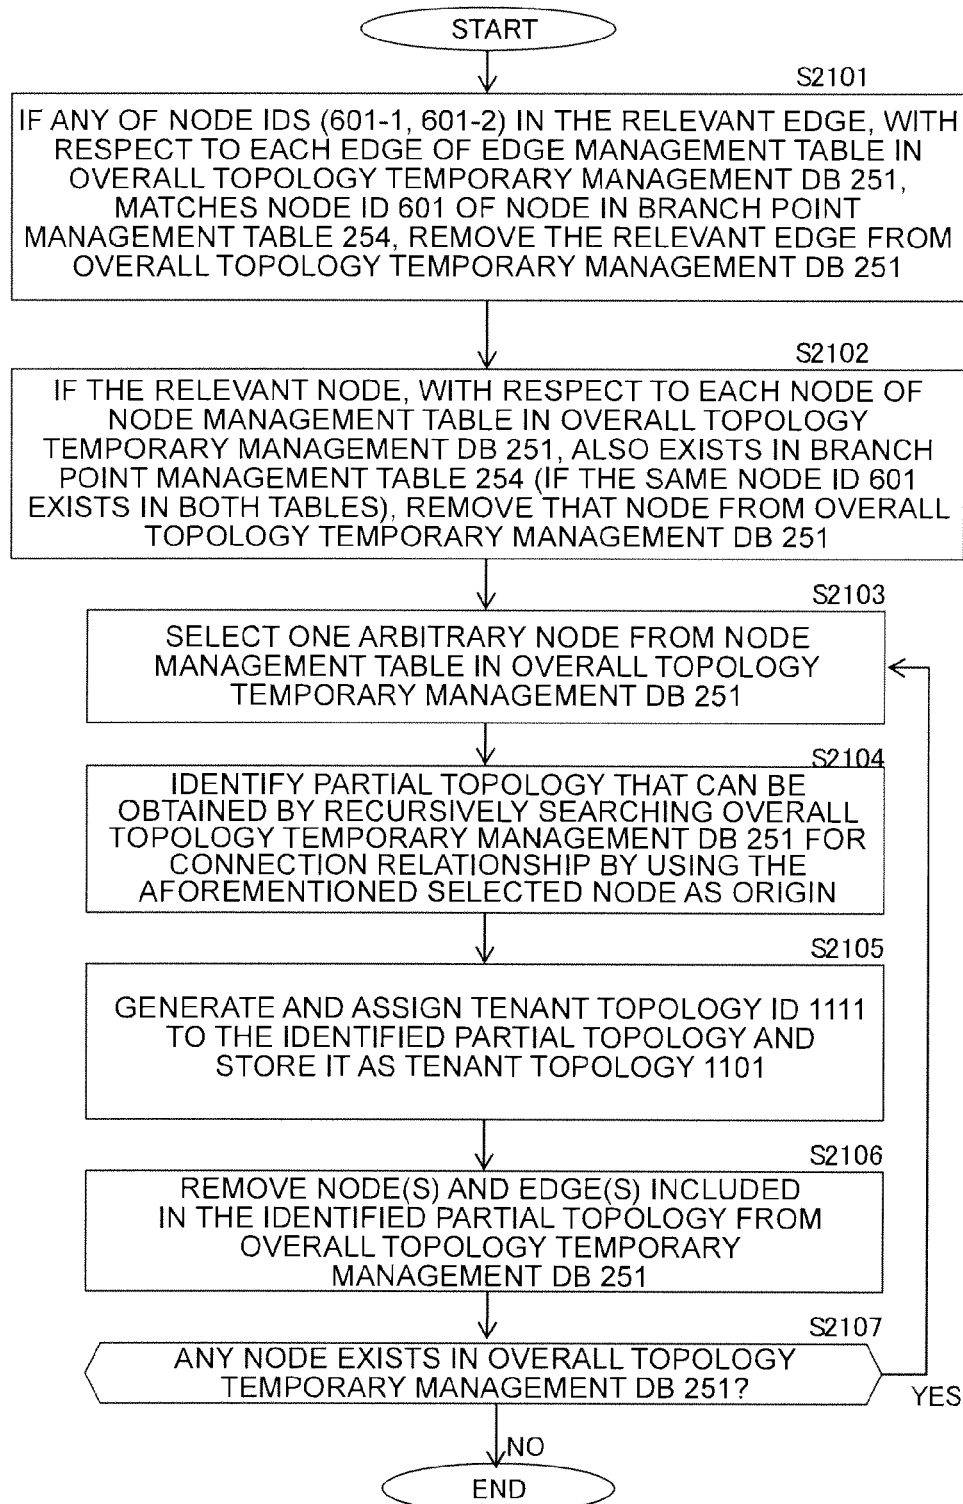 START
S2101
IF ANY OF NODE IDS (601-1, 601-2) IN THE RELEVANT EDGE, WITH
RESPECT TO EACH EDGE OF EDGE MANAGEMENT TABLE IN
OVERALL TOPOLOGY TEMPORARY MANAGEMENT DB 251,
MATCHES NODE ID 601 OF NODE IN BRANCH POINT
MANAGEMENT TABLE 254, REMOVE THE RELEVANT EDGE FROM
OVERALL TOPOLOGY TEMPORARY MANAGEMENT DB 251
S2102
IF THE RELEVANT NODE, WITH RESPECT TO EACH NODE OF
NODE MANAGEMENT TABLE IN OVERALL TOPOLOGY
TEMPORARY MANAGEMENT DB 251, ALSO EXISTS IN BRANCH
POINT MANAGEMENT TABLE 254 (IF THE SAME NODE ID 601
EXISTS IN BOTH TABLES), REMOVE THAT NODE FROM OVERALL
TOPOLOGY TEMPORARY MANAGEMENT DB 251
S2103
SELECT ONE ARBITRARY NODE FROM NODE
MANAGEMENT TABLE IN OVERALL TOPOLOGY
TEMPORARY MANAGEMENT DB 251
S2104
IDENTIFY PARTIAL TOPOLOGY THAT CAN BE
OBTAINED BY RECURSIVELY SEARCHING OVERALL
TOPOLOGY TEMPORARY MANAGEMENT DB 251 FOR
CONNECTION RELATIONSHIP BY USING THE
AFOREMENTIONED SELECTED NODE AS ORIGIN
S2105
GENERATE AND ASSIGN TENANT TOPOLOGY ID 1111
TO THE IDENTIFIED PARTIAL TOPOLOGY AND
STORE IT AS TENANT TOPOLOGY 1101
S2106
REMOVE NODE(S) AND EDGE(S) INCLUDED
IN THE IDENTIFIED PARTIAL TOPOLOGY FROM
OVERALL TOPOLOGY TEMPORARY
MANAGEMENT DB 251
S2107
ANY NODE EXISTS IN OVERALL TOPOLOGY
TEMPORARY MANAGEMENT DB 251?
YES
NO
END